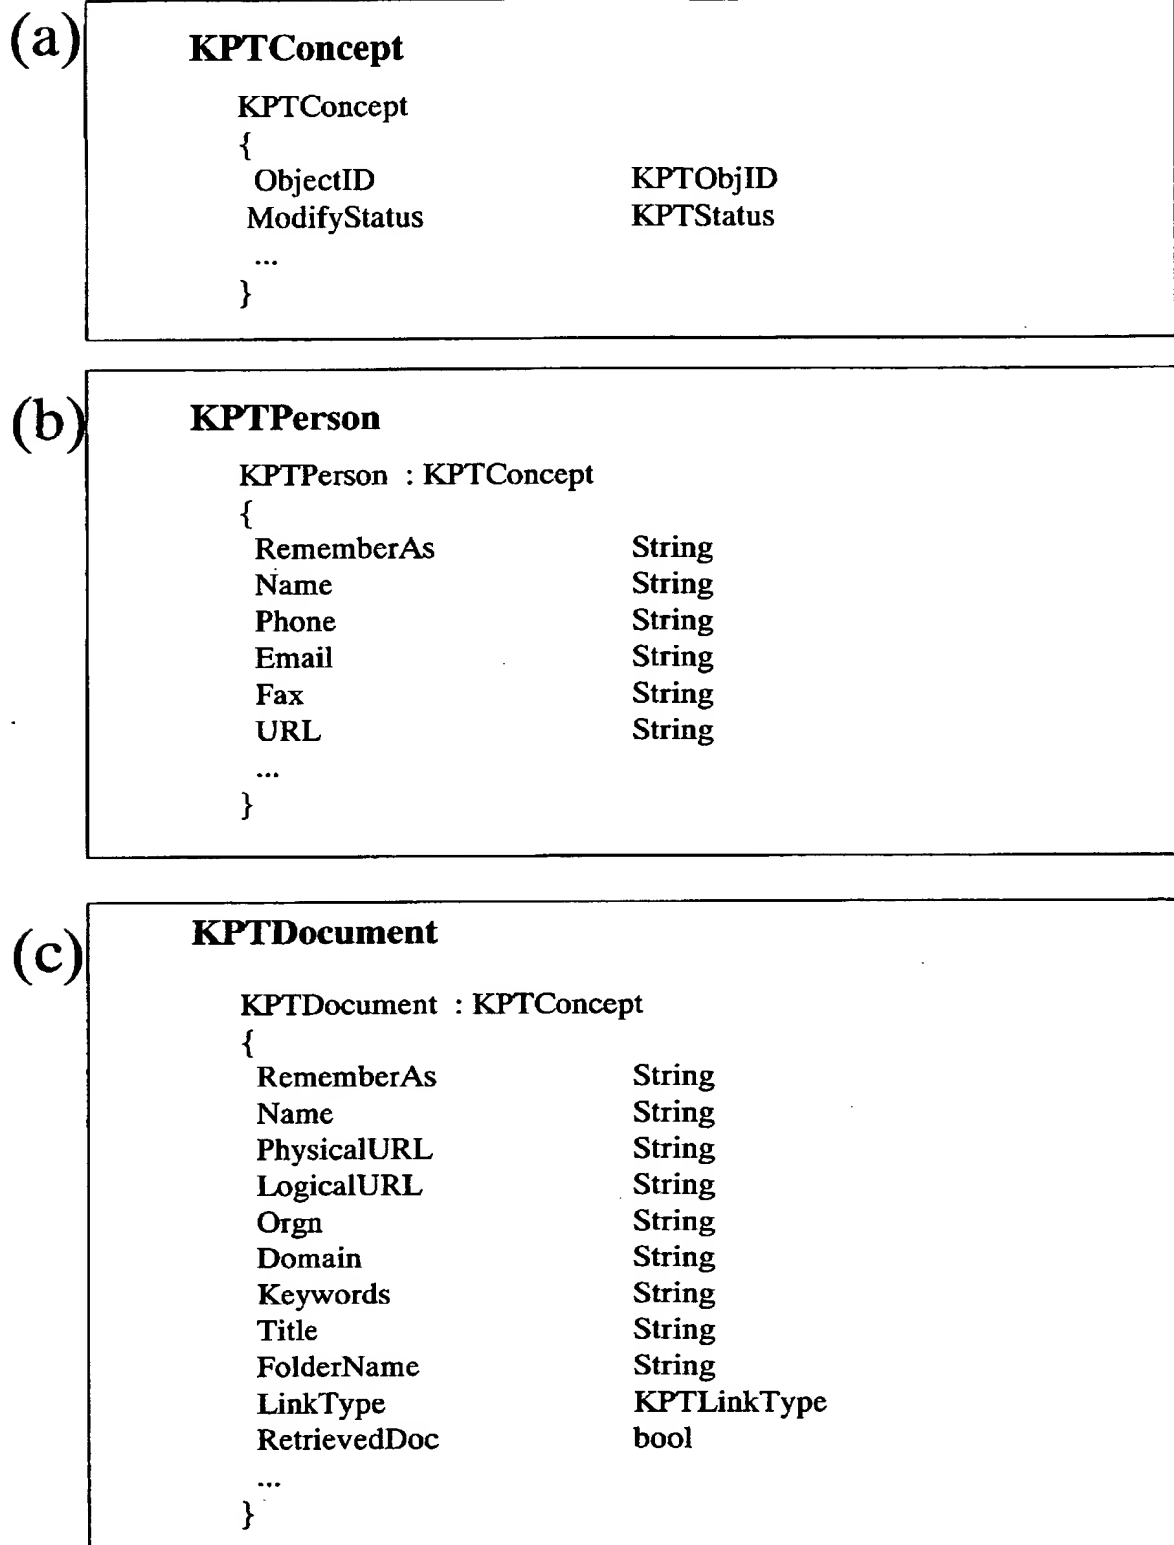 (a)
KPTConcept
KPTConcept
{
ObjectID KPTObjID
ModifyStatus KPTStatus
...
}
(b)
KPTPerson
KPTPerson : KPTConcept
{
RememberAs String
Name String
Phone String
Email String
Fax String
URL String
...
}
(c)
KPTDocument
KPTDocument : KPTConcept
{
RememberAs String
Name String
PhysicalURL String
LogicalURL String
Orgn String
Domain String
Keywords String
Title String
FolderName String
LinkType KPTLinkType
RetrievedDoc bool
...
}